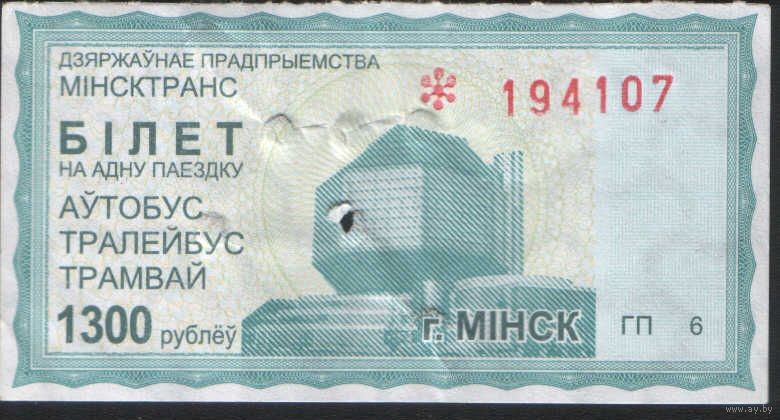 ДЗЯРЖАЎНАЕ ПРАДПРЫЕМСТВА
МІНСКТРАНС
194107
БІЛЕТ
НА АДНУ ПАЕЗДКУ
АЎТОБУС
ТРАЛЕЙБУС
ТРАМВАЙ
1300 рублёў
г. МІНСК
ГП 6
www.ay.by